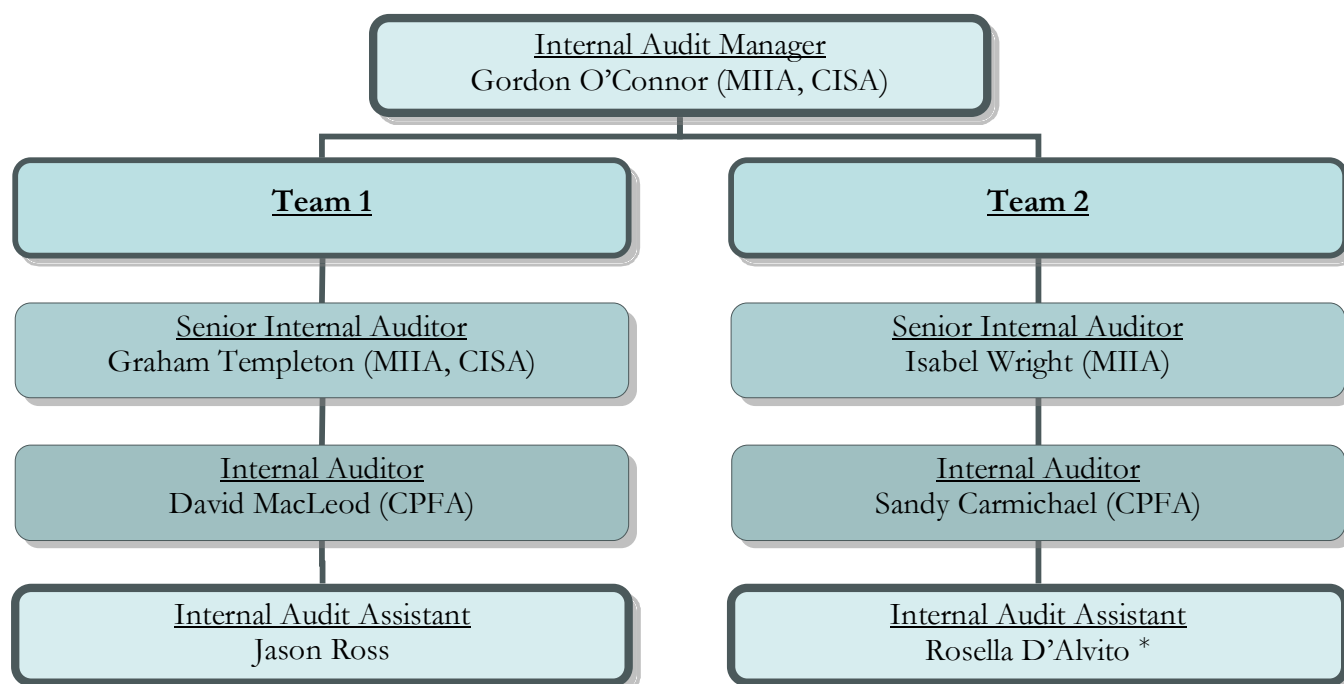 Internal Audit Manager
Gordon O’Connor (MIIA, CISA)
Team 1
Team 2
Senior Internal Auditor
Graham Templeton (MIIA, CISA)
Senior Internal Auditor
Isabel Wright (MIIA)
Internal Auditor
David MacLeod (CPFA)
Internal Auditor
Sandy Carmichael (CPFA)
Internal Audit Assistant
Jason Ross
Internal Audit Assistant
Rosella D’Alvito *